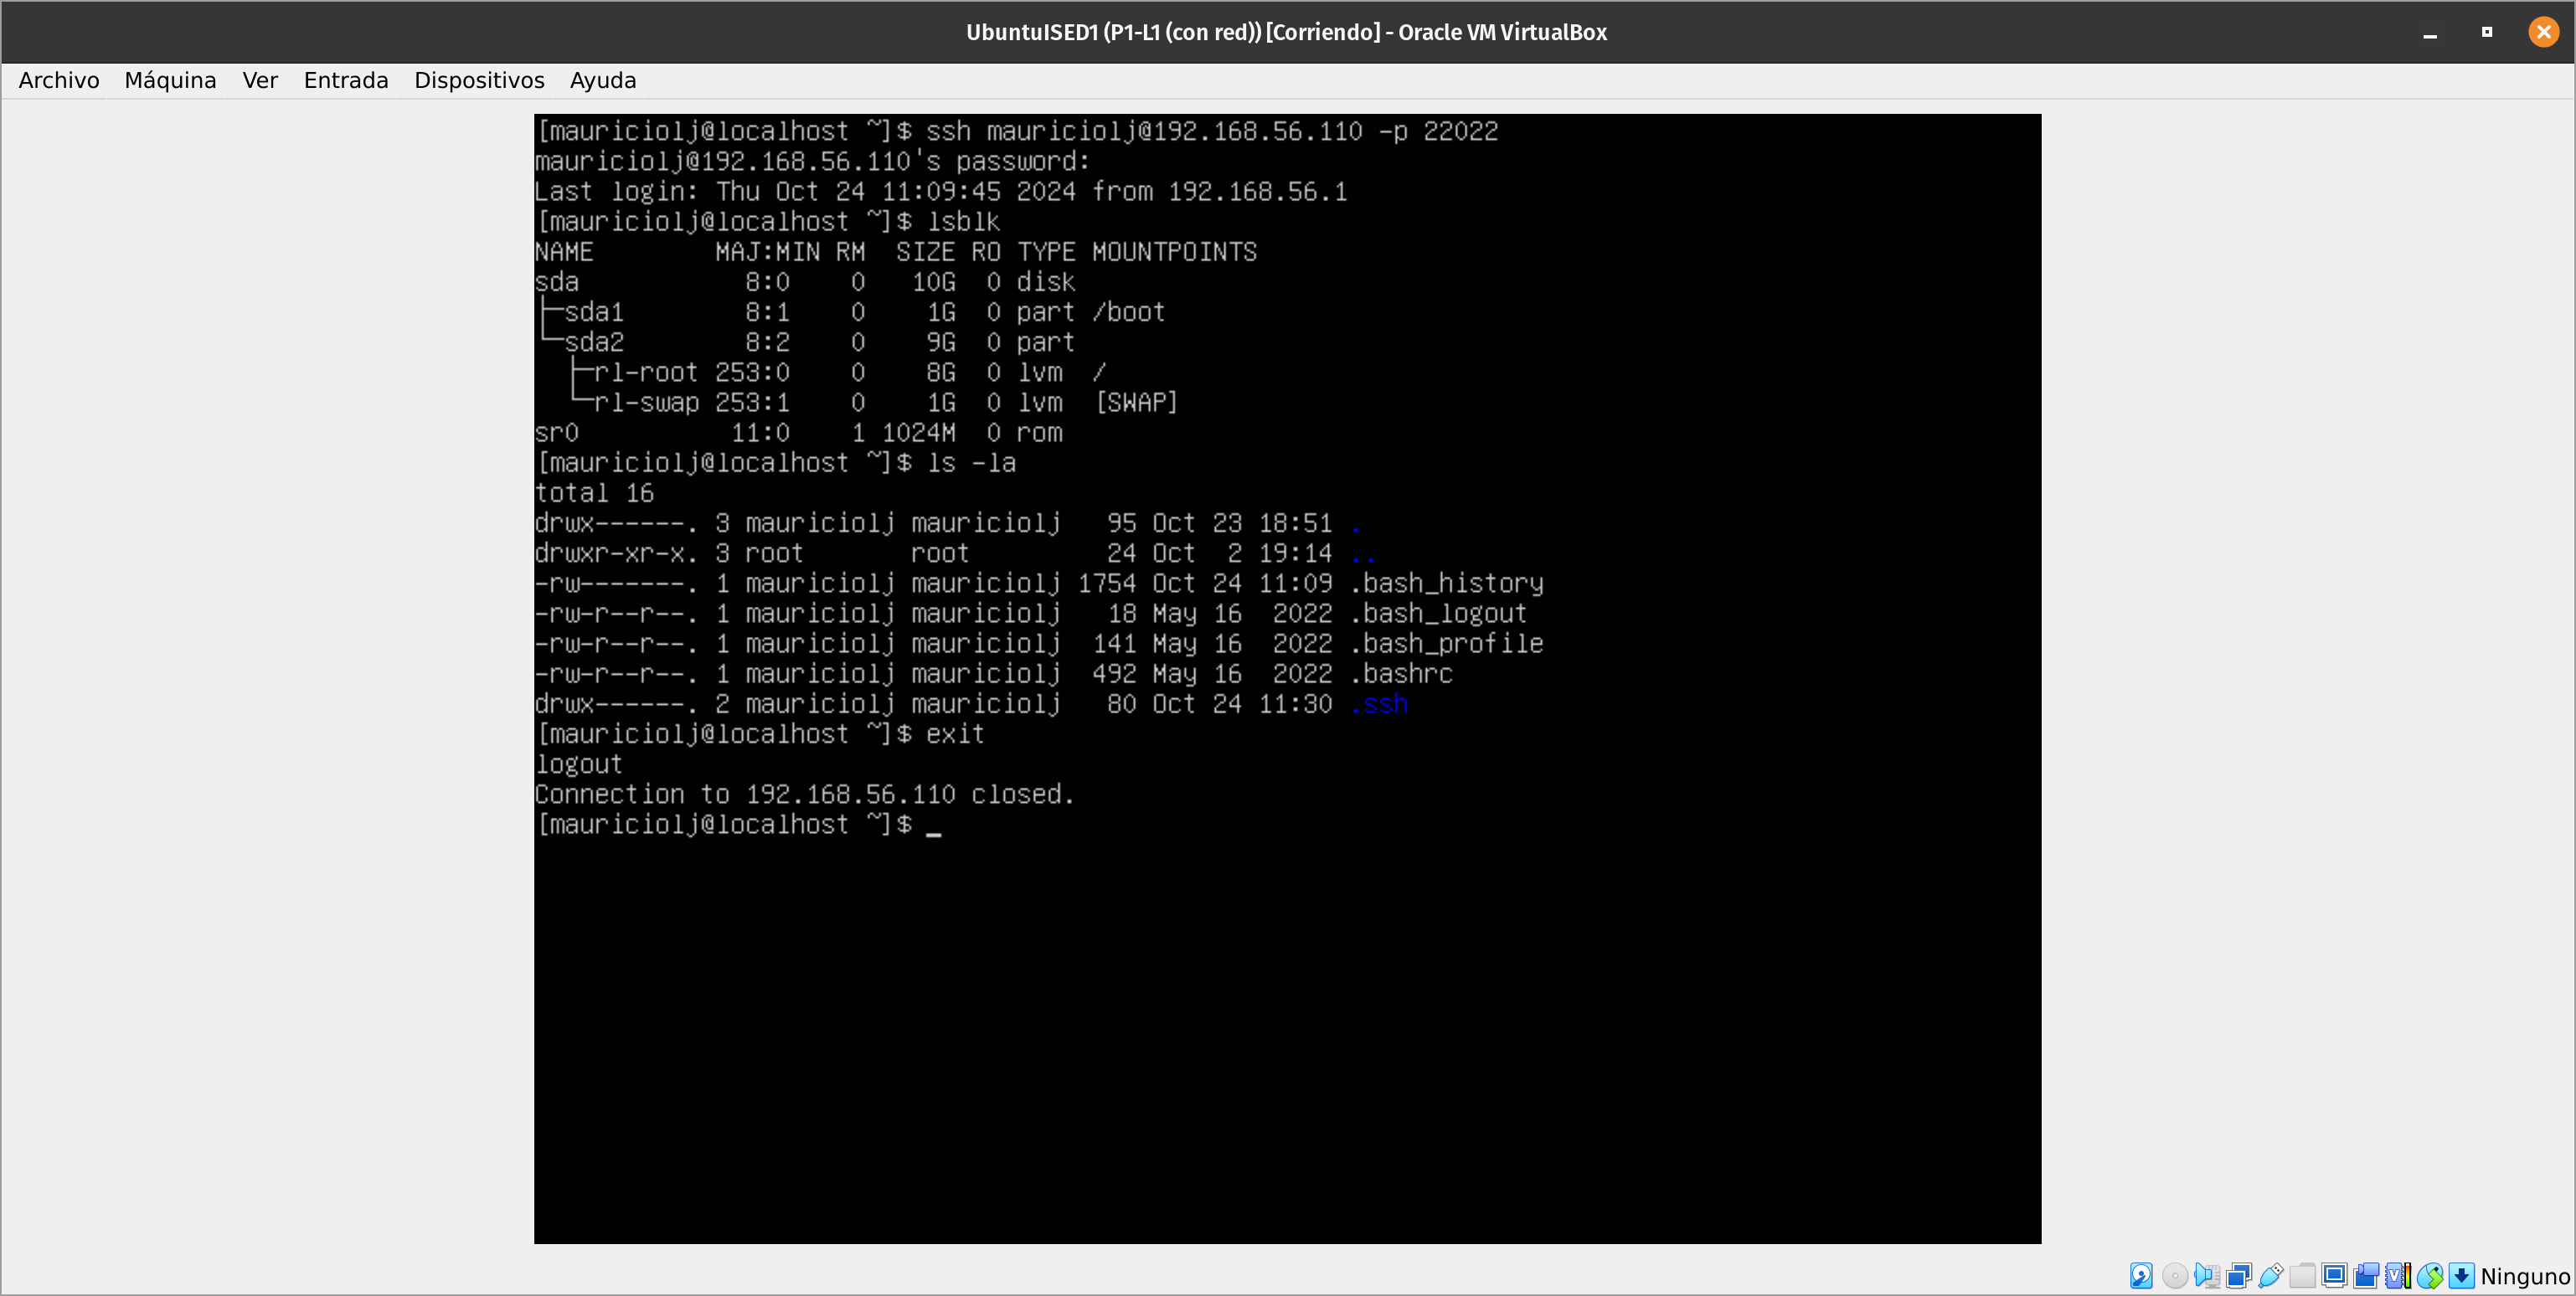 UbuntuISED1 (P1-L1 (con red)) [Corriendo] - Oracle VM VirtualBox
Archivo Máquina Ver Entrada Dispositivos Ayuda
[mauriciolj@localhost ~]$ ssh mauriciolj@192.168.56.110 -p 22022
mauriciolj@192.168.56.110's password:
Last login: Thu Oct 24 11:09:45 2024 from 192.168.56.1
[mauriciolj@localhost ~]$ lsblk
NAME        MAJ:MIN RM  SIZE RO TYPE MOUNTPOINTS
sda           8:0    0   10G  0 disk
├─sda1        8:1    0    1G  0 part /boot
└─sda2        8:2    0    9G  0 part
  ├─rl-root 253:0    0    8G  0 lvm  /
  └─rl-swap 253:1    0    1G  0 lvm  [SWAP]
sr0          11:0    1 1024M  0 rom
[mauriciolj@localhost ~]$ ls -la
total 16
drwx------. 3 mauriciolj mauriciolj   95 Oct 23 18:51 .
drwxr-xr-x. 3 root       root         24 Oct  2 19:14 ..
-rw-------. 1 mauriciolj mauriciolj 1754 Oct 24 11:09 .bash_history
-rw-r--r--. 1 mauriciolj mauriciolj   18 May 16  2022 .bash_logout
-rw-r--r--. 1 mauriciolj mauriciolj  141 May 16  2022 .bash_profile
-rw-r--r--. 1 mauriciolj mauriciolj  492 May 16  2022 .bashrc
drwx------. 2 mauriciolj mauriciolj   80 Oct 24 11:30 .ssh
[mauriciolj@localhost ~]$ exit
logout
Connection to 192.168.56.110 closed.
[mauriciolj@localhost ~]$ _
Ninguno